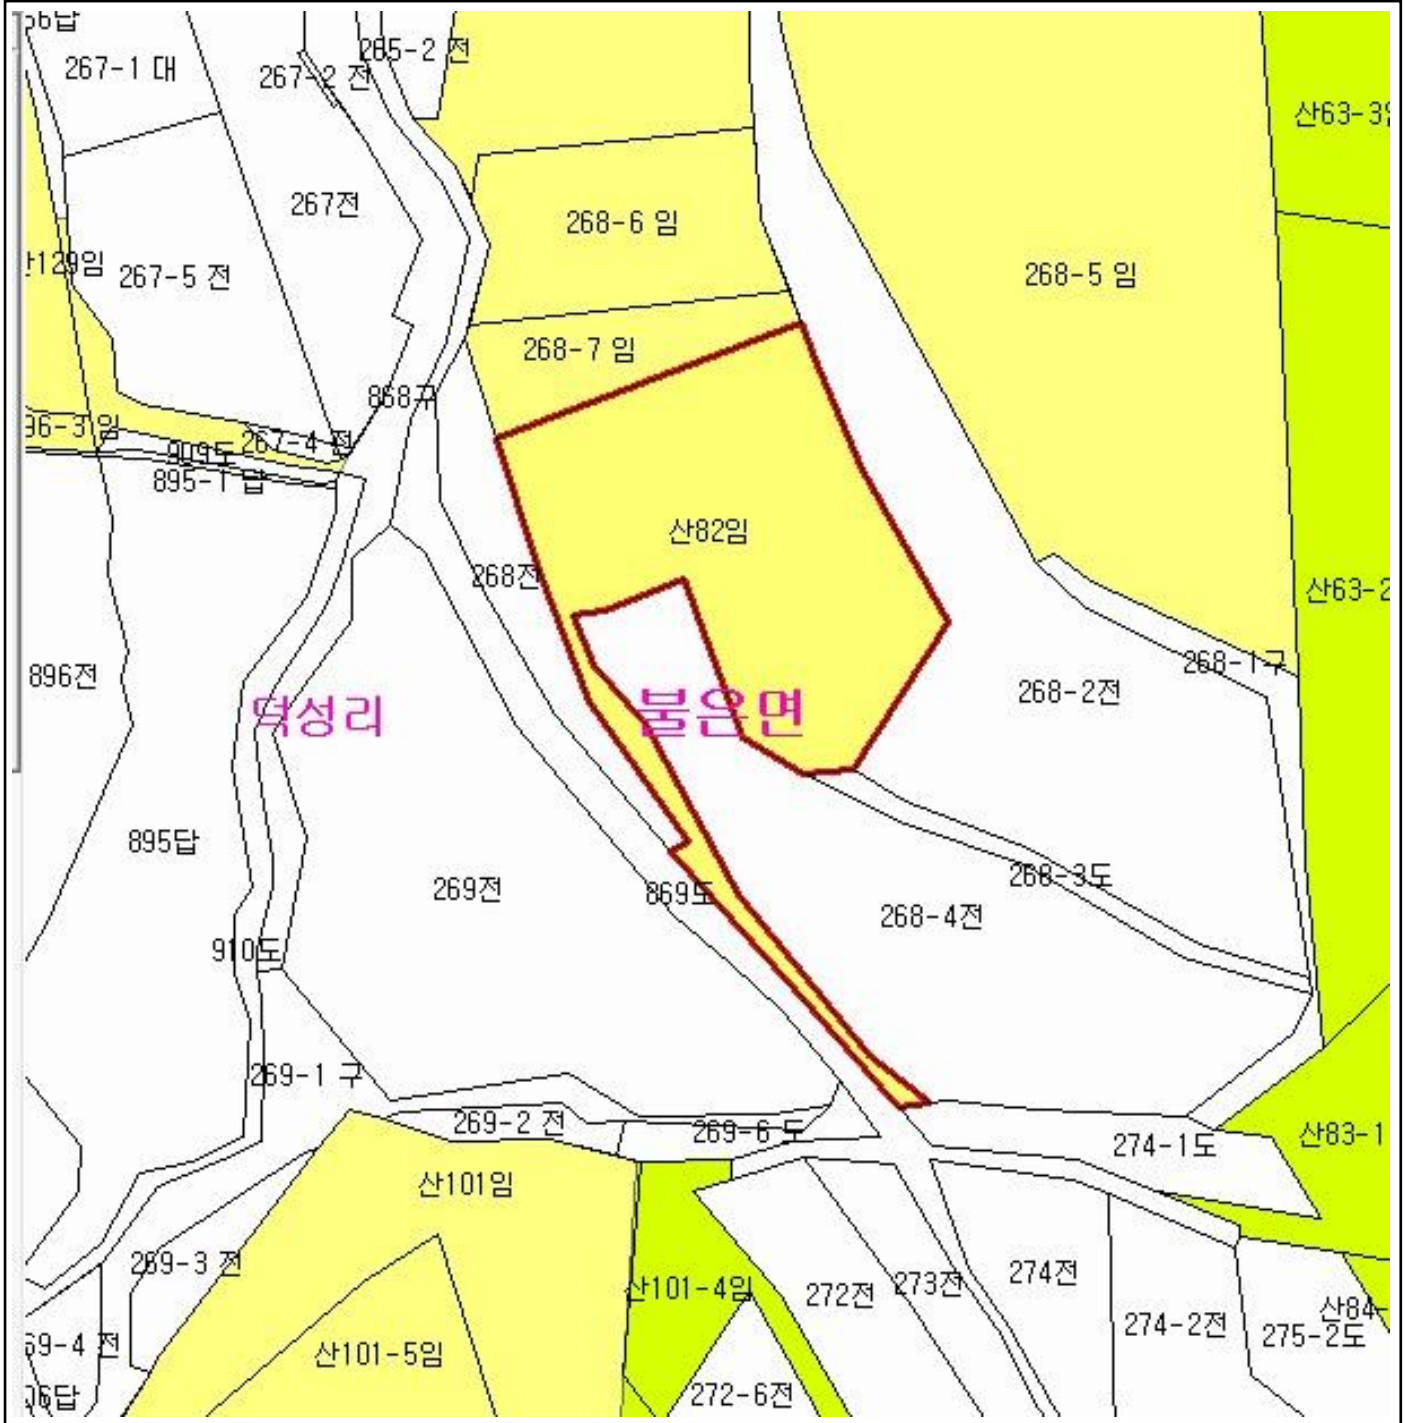 265-2 전
267-1 대
267-2 전
산63-3
267전
268-6 임
268-5 임
267-5 전
268-7 임
868구
267-4 전
909도
895-1 답
산82임
268전
산63-2
268-1구
896전
268-2전
덕성리
불은면
895답
268-3도
269전
869도
268-4전
910도
269-1 구
269-2 전
269-6 도
산83-1
274-1도
산101임
269-3 전
274전
273전
산101-4임
272전
274-2전
275-2도
산101-5임
272-6전